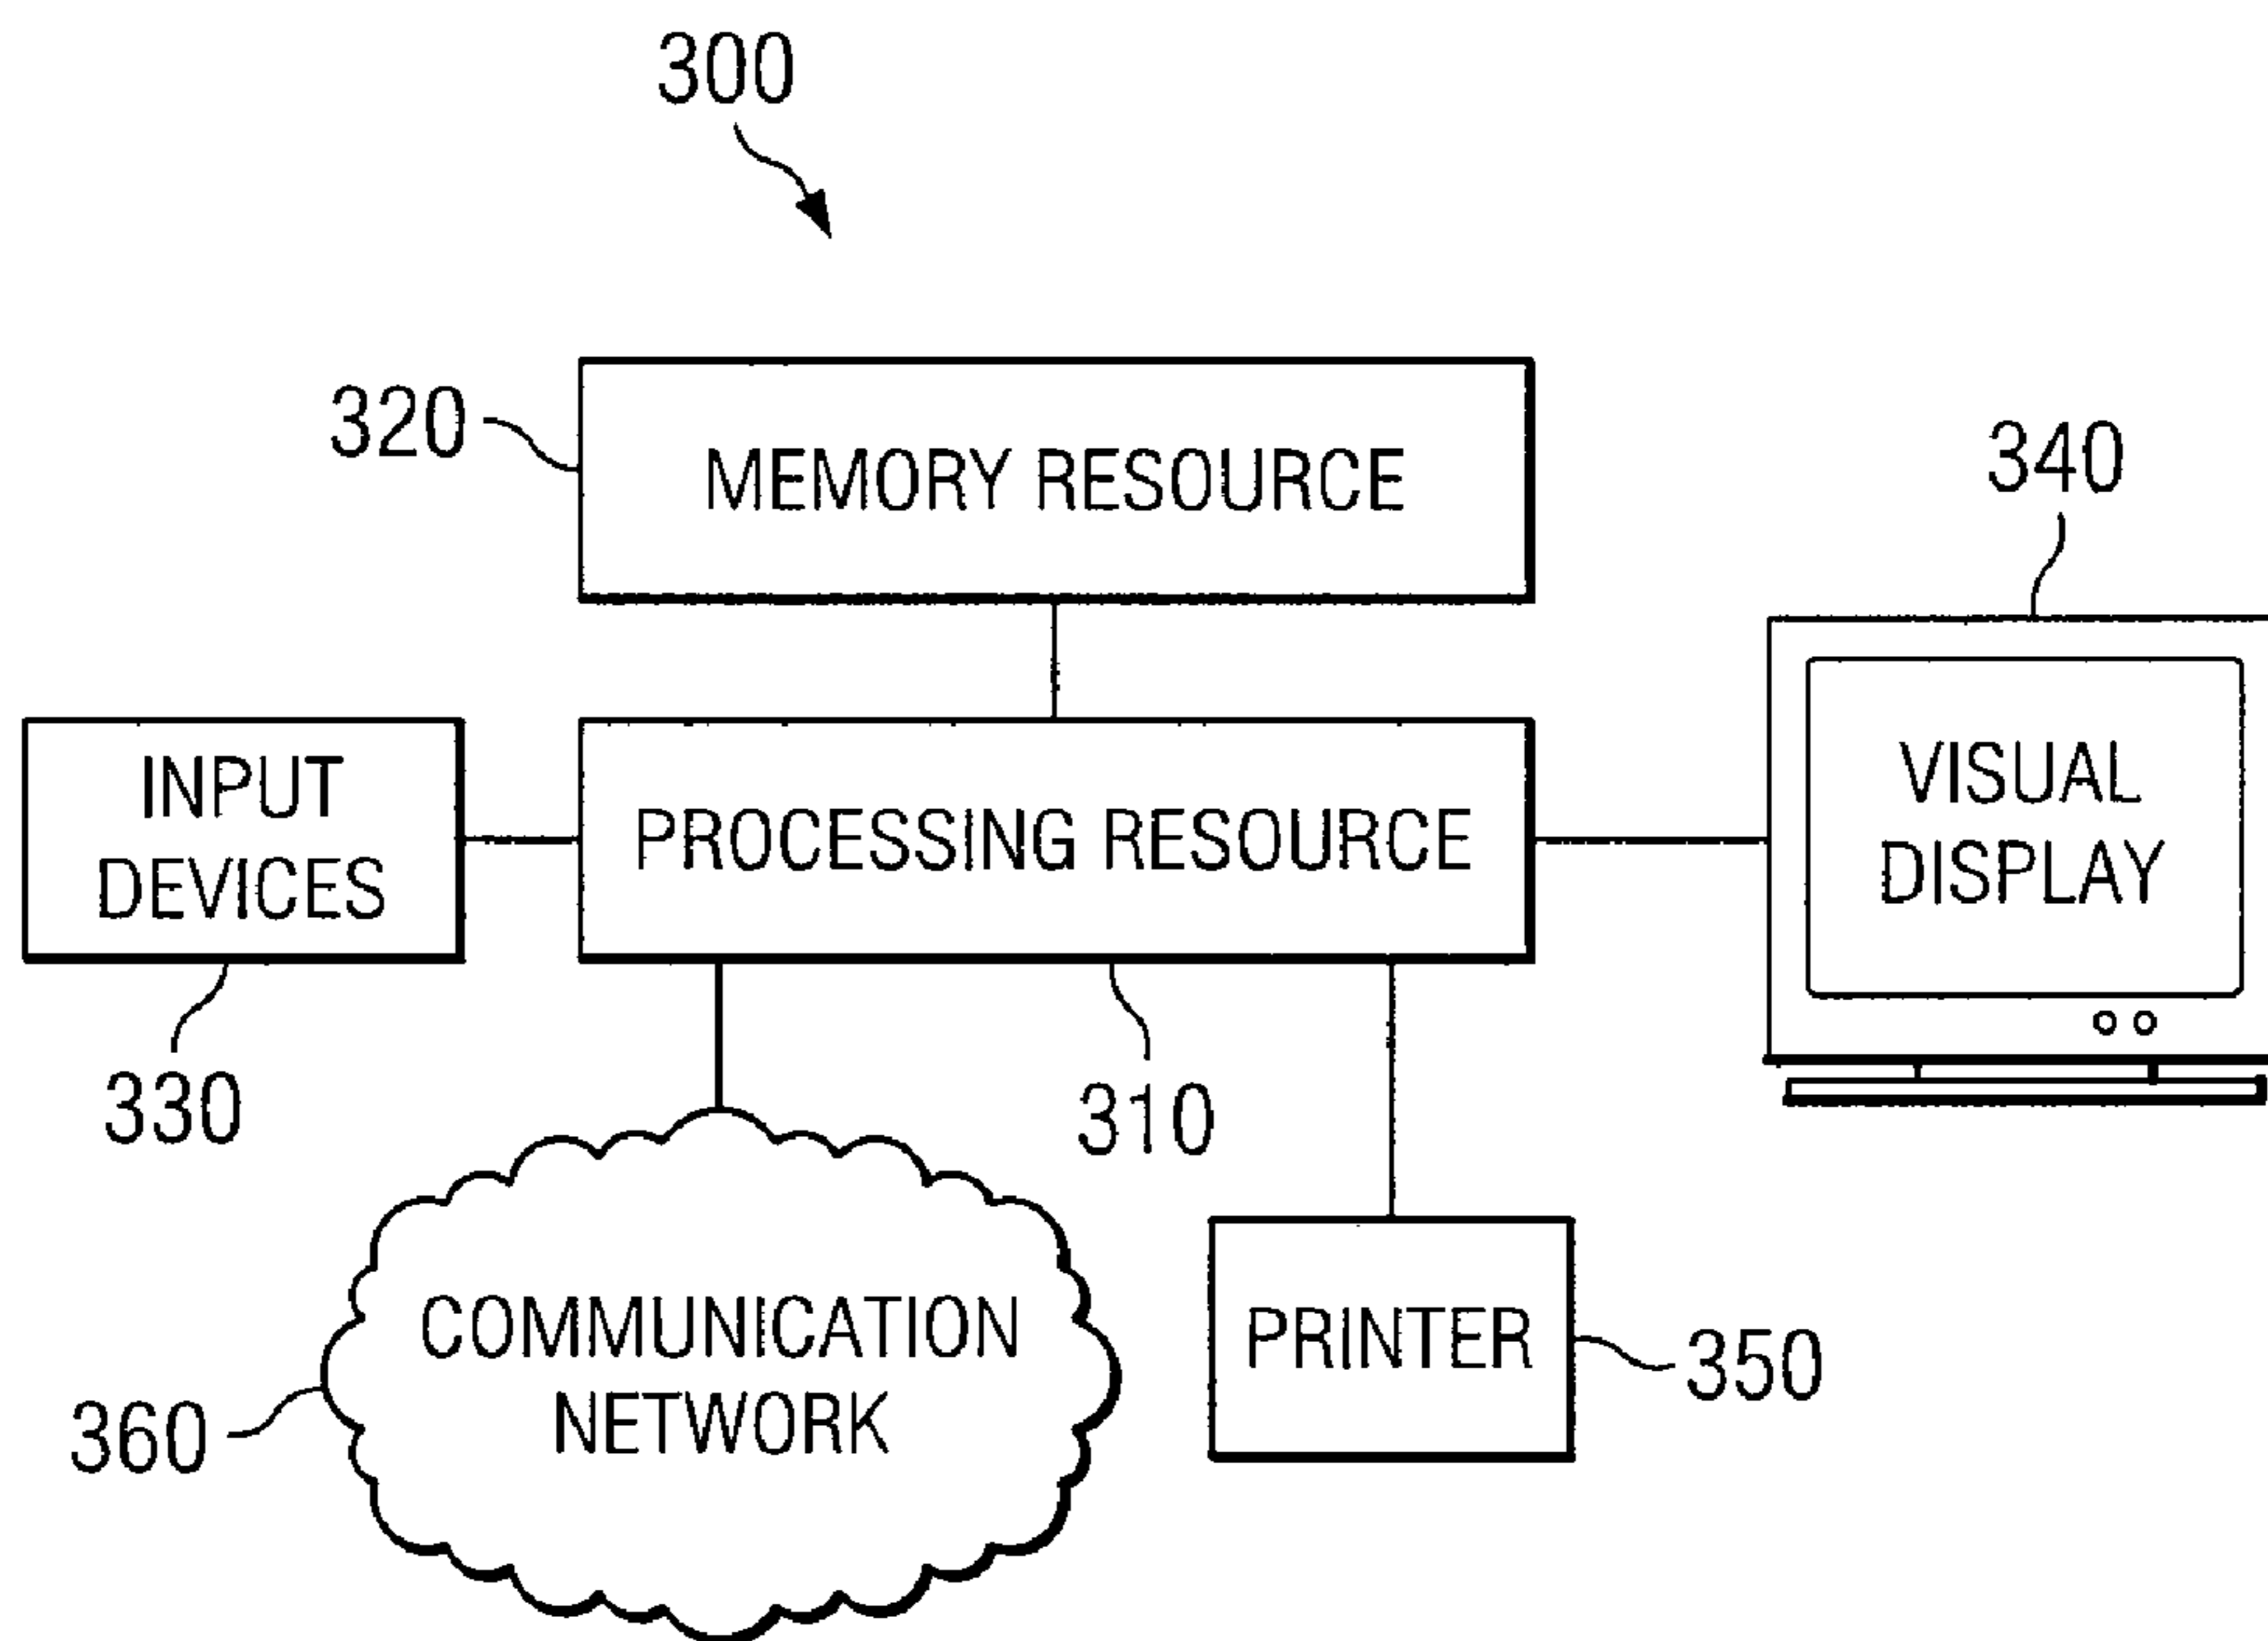 300
320
MEMORY RESOURCE
340
INPUT
DEVICES
PROCESSING RESOURCE
VISUAL
DISPLAY
330
310
COMMUNICATION
NETWORK
PRINTER
350
360